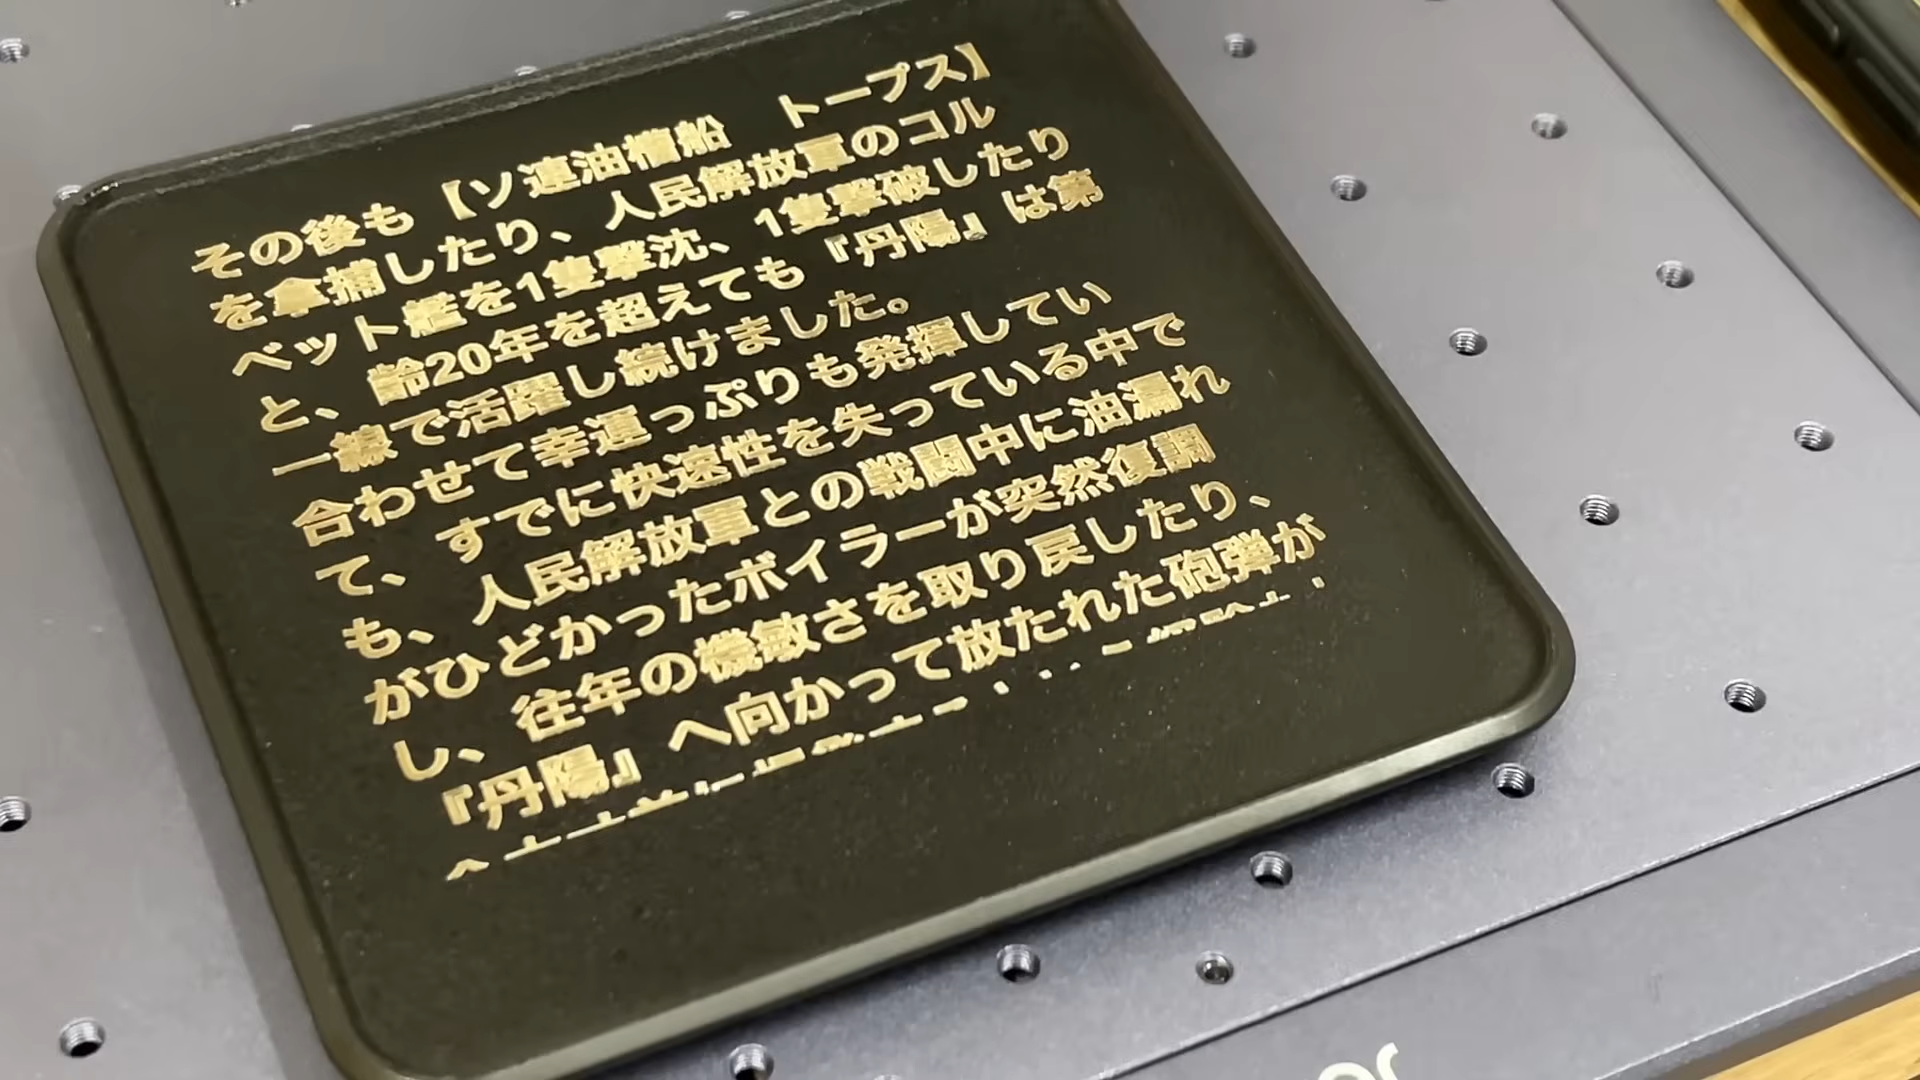 その後も【ソ連油槽船　トープス】
を拿捕したり、人民解放軍のコル
ベット艦を1隻撃沈、1隻撃破したり
と、齢20年を超えても『丹陽』は第
一線で活躍し続けました。
合わせて幸運っぷりも発揮してい
て、すでに快速性を失っている中で
も、人民解放軍との戦闘中に油漏れ
がひどかったボイラーが突然復調
し、往年の機敏さを取り戻したり、
『丹陽』へ向かって放たれた砲弾が